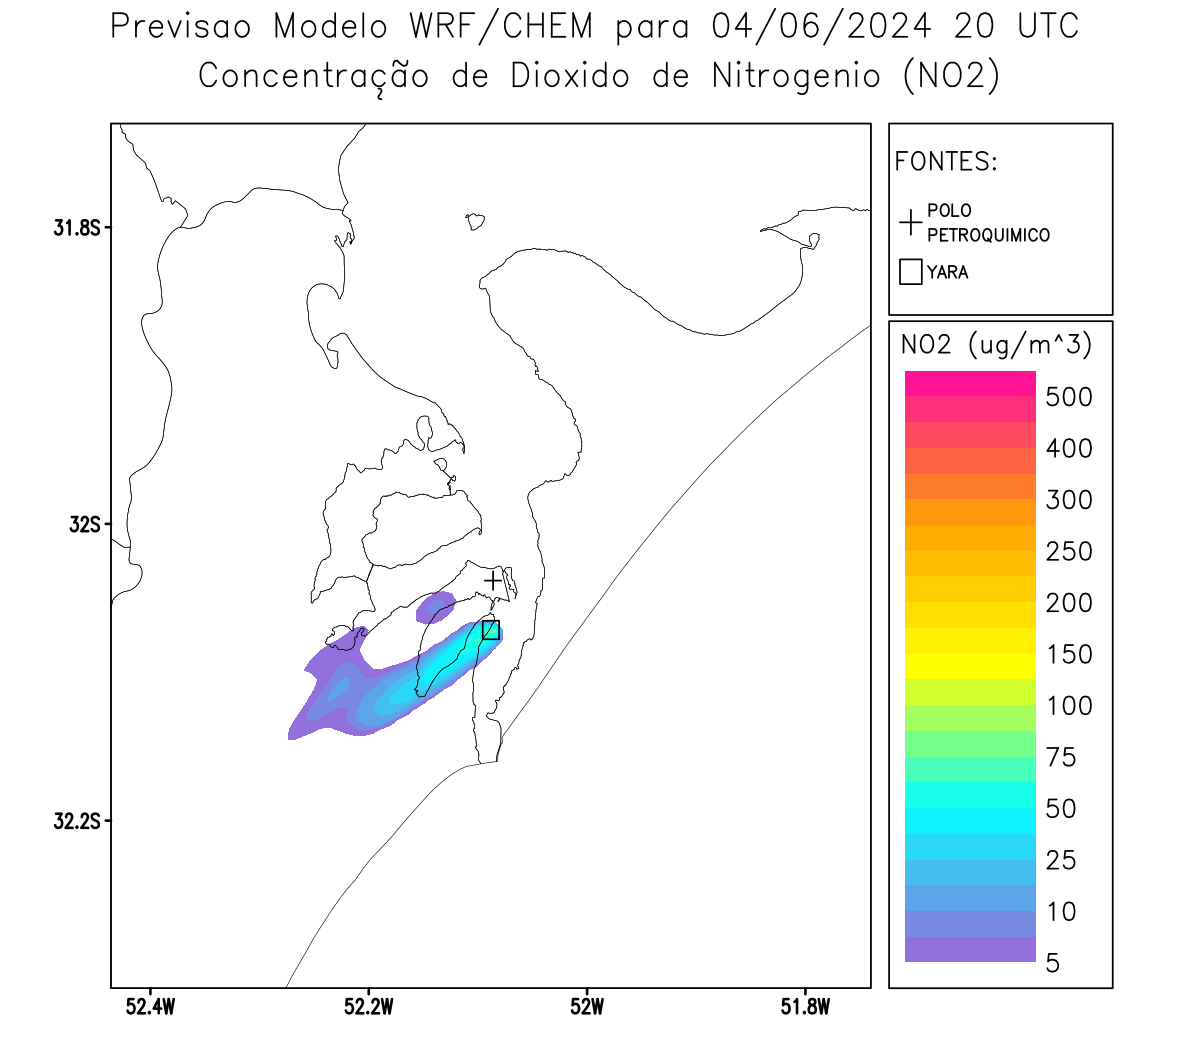 Previsao Modelo WRF/CHEM para 04/06/2024 20 UTC
Concentração de Dioxido de Nitrogenio (NO2)
FONTES:
POLO
PETROQUIMICO
YARA
NO2 (ug/m^3)
500
400
300
250
200
150
100
75
50
25
10
5
31.8S
32S
32.2S
52.4W
52.2W
52W
51.8W